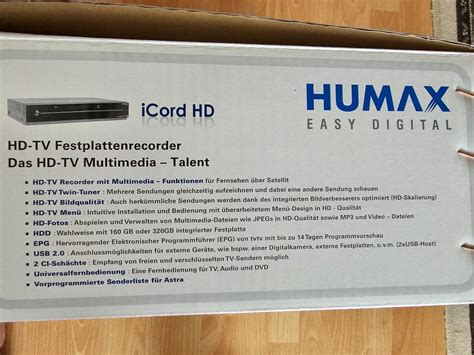 HUMAX
EASY DIGITAL
iCord HD
HD-TV Festplattenrecorder
Das HD-TV Multimedia – Talent
HD-TV Recorder mit Multimedia – Funktionen für Fernsehen über Satellit
HD-TV Twin-Tuner : Mehrere Sendungen gleichzeitig aufzeichnen und dabei eine andere Sendung schauen
HD-TV Bildqualität : Auch herkömmliche Sendungen werden dank des integrierten Bildverbesserers optimiert (HD-Skalierung)
HD-TV Menü : Intuitive Installation und Bedienung mit überarbeitetem Menü-Design in HD - Qualität
HD-Fotos : Abspielen und Verwalten von Multimedia-Dateien wie JPEGs in HD-Qualität sowie MP3 und Video – Dateien
HDD : Wahlweise mit 160 GB oder 320GB integrierter Festplatte
EPG : Hervorragender Elektronischer Programmführer (EPG) von tvtv mit bis zu 14 Tagen Programmvorschau
USB 2.0 : Anschlussmöglichkeiten für externe Geräte, wie bspw. einer Digitalkamera, externe Festplatten, u.v.m. (2xUSB-Host)
2 CI-Schächte : Empfang von freien und verschlüsselten TV-Sendern möglich
Universalfernbedienung : Eine Fernbedienung für TV, Audio und DVD
Vorprogrammierte Senderliste für Astra